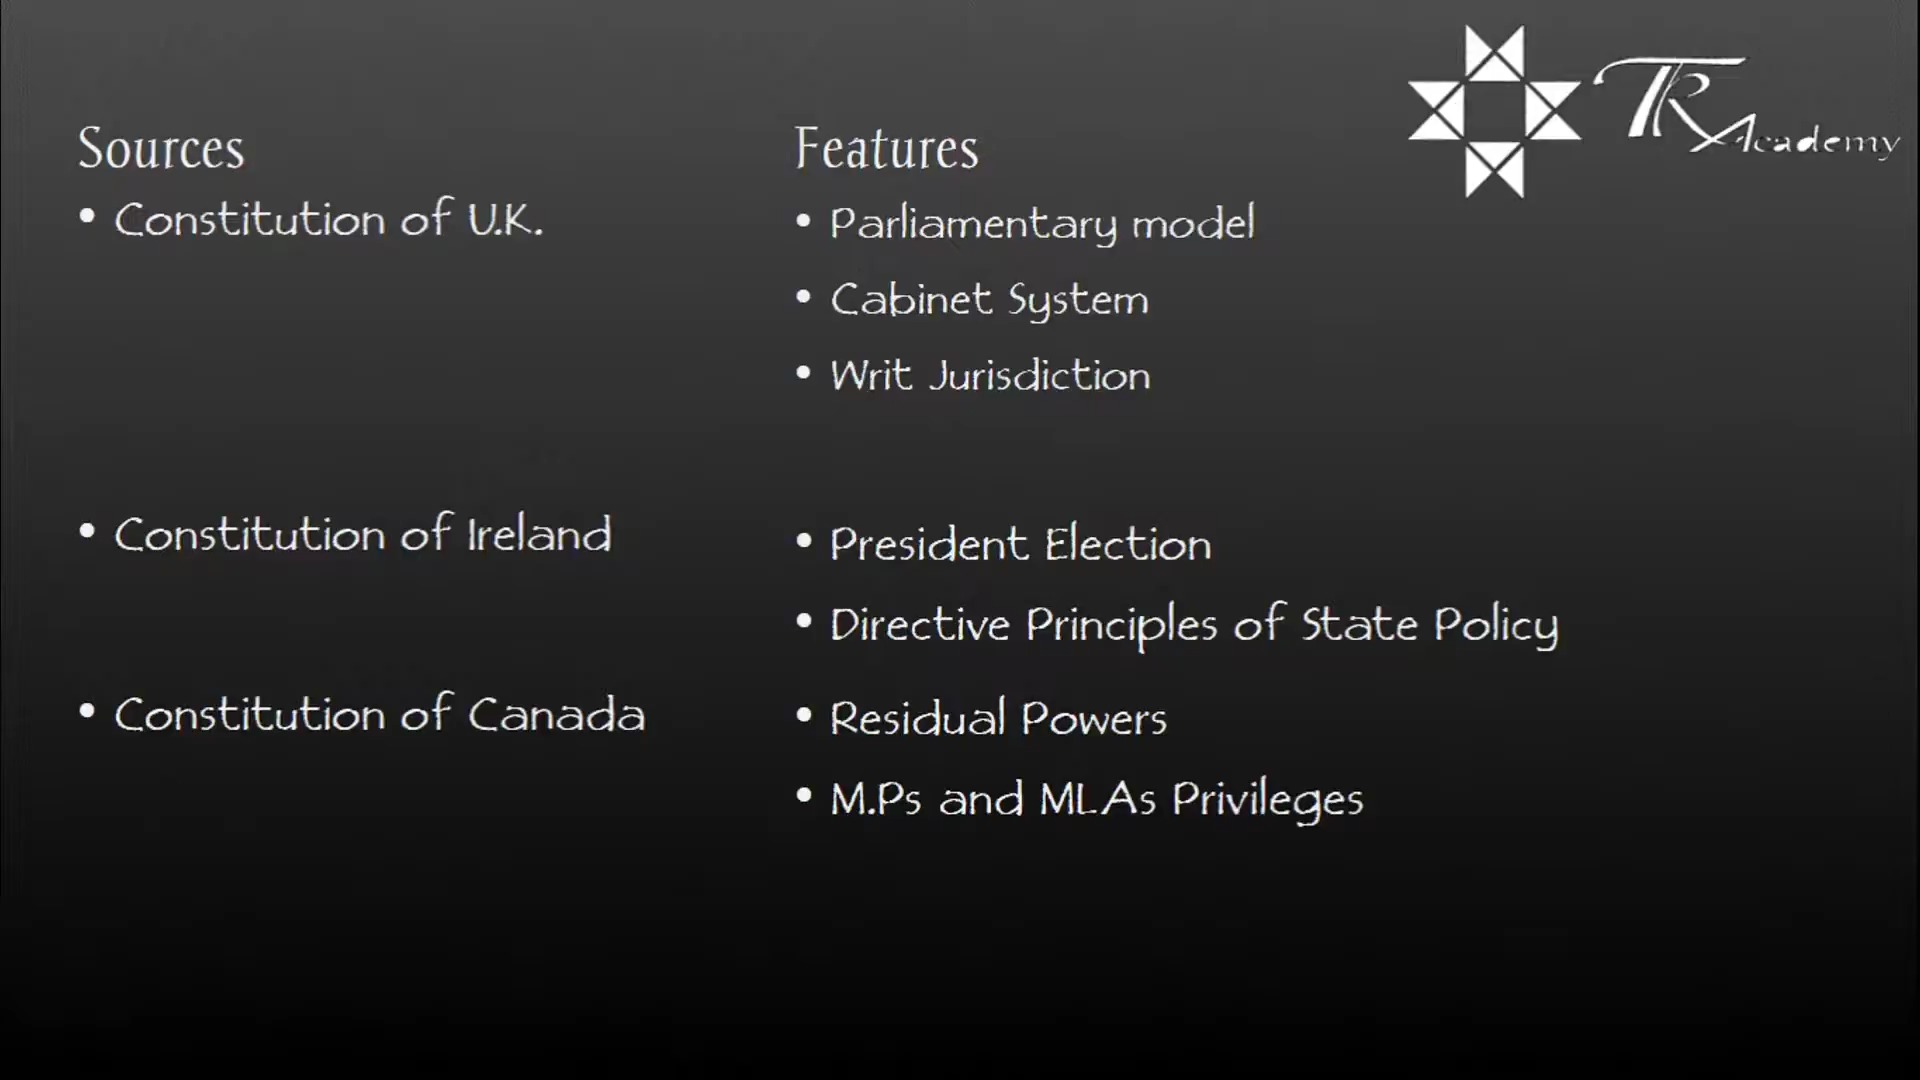 TR Academy
Sources
• Constitution of U.K.
• Constitution of Ireland
• Constitution of Canada
Features
• Parliamentary model
• Cabinet System
• Writ Jurisdiction
• President Election
• Directive Principles of State Policy
• Residual Powers
• M.Ps and MLAs Privileges